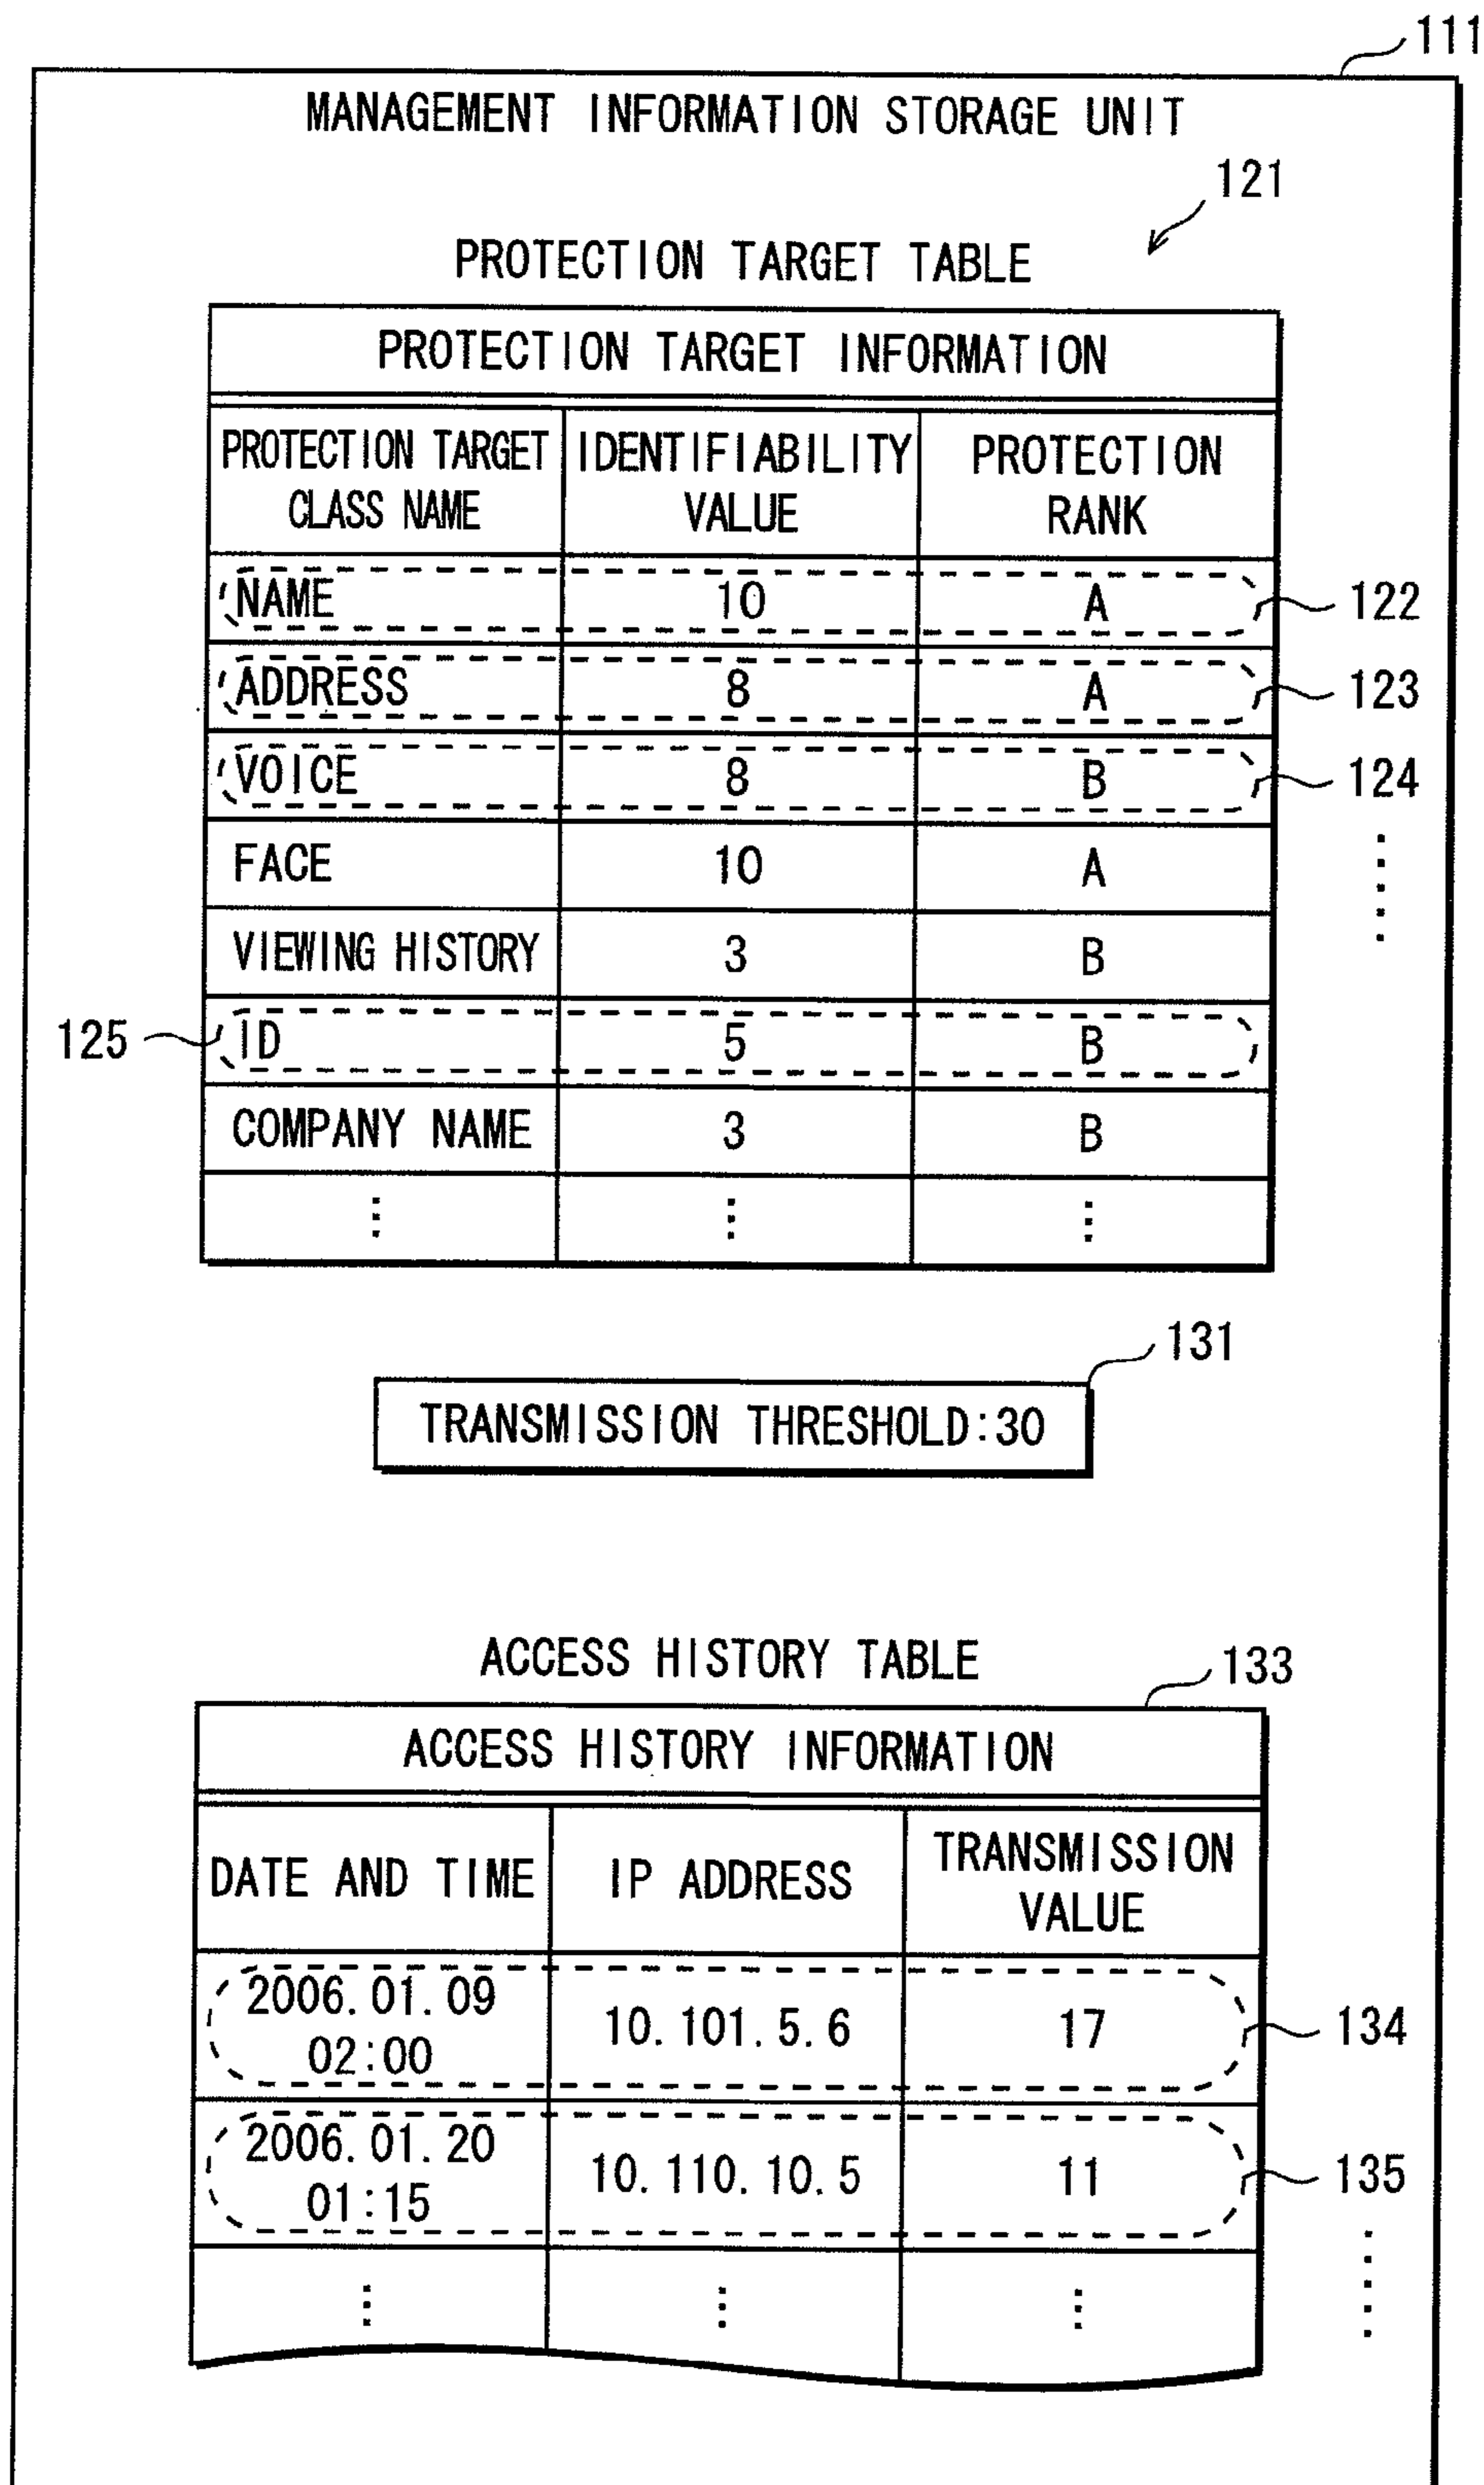 111
MANAGEMENT INFORMATION STORAGE UNIT
121
PROTECTION TARGET TABLE
PROTECTION TARGET INFORMATION
PROTECTION TARGET CLASS NAME IDENTIFIABILITY VALUE PROTECTION RANK
NAME 10 A 122
ADDRESS 8 A 123
VOICE 8 B 124
FACE 10 A
VIEWING HISTORY 3 B
125 ID 5 B
COMPANY NAME 3 B
131
TRANSMISSION THRESHOLD:30
ACCESS HISTORY TABLE
133
ACCESS HISTORY INFORMATION
DATE AND TIME IP ADDRESS TRANSMISSION VALUE
2006.01.09 02:00 10.101.5.6 17 134
2006.01.20 01:15 10.110.10.5 11 135